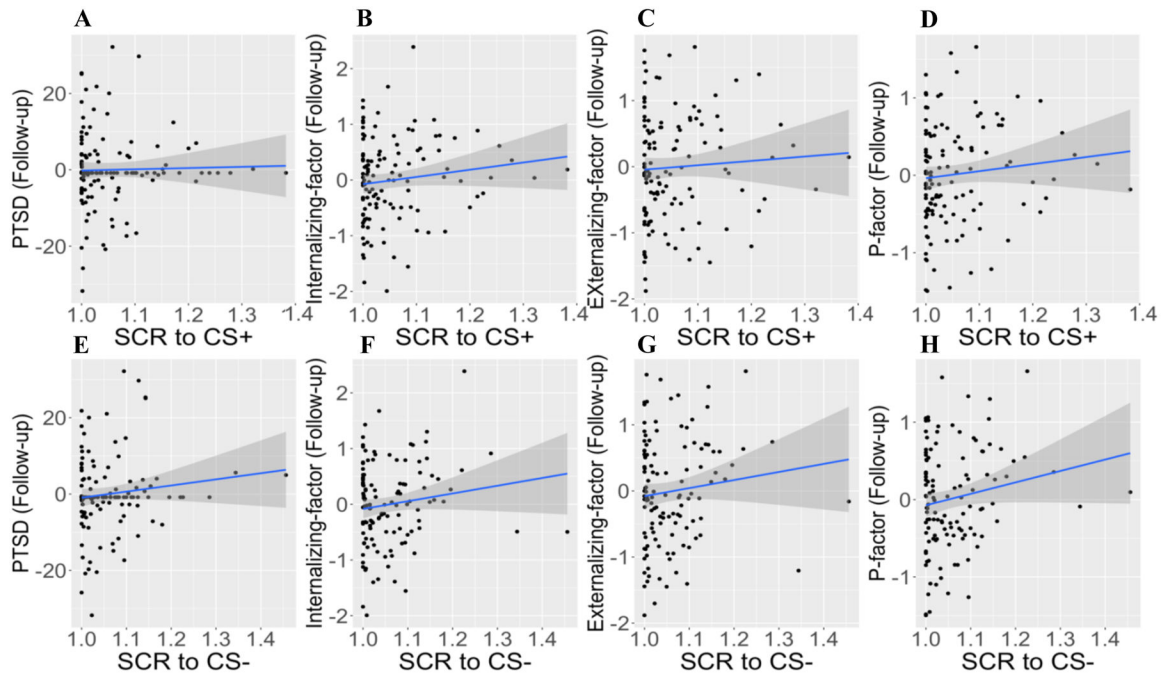 A B C D
PTSD (Follow-up)
20
0
-20
1.0 1.1 1.2 1.3 1.4
SCR to CS+
Internalizing-factor (Follow-up)
2
1
0
-1
-2
1.0 1.1 1.2 1.3 1.4
SCR to CS+
EXternalizing-factor (Follow-up)
1
0
-1
-2
1.0 1.1 1.2 1.3 1.4
SCR to CS+
P-factor (Follow-up)
1
0
-1
1.0 1.1 1.2 1.3 1.4
SCR to CS+
E F G H
PTSD (Follow-up)
20
0
-20
1.0 1.1 1.2 1.3 1.4
SCR to CS-
Internalizing-factor (Follow-up)
2
1
0
-1
-2
1.0 1.1 1.2 1.3 1.4
SCR to CS-
Externalizing-factor (Follow-up)
1
0
-1
-2
1.0 1.1 1.2 1.3 1.4
SCR to CS-
P-factor (Follow-up)
1
0
-1
1.0 1.1 1.2 1.3 1.4
SCR to CS-